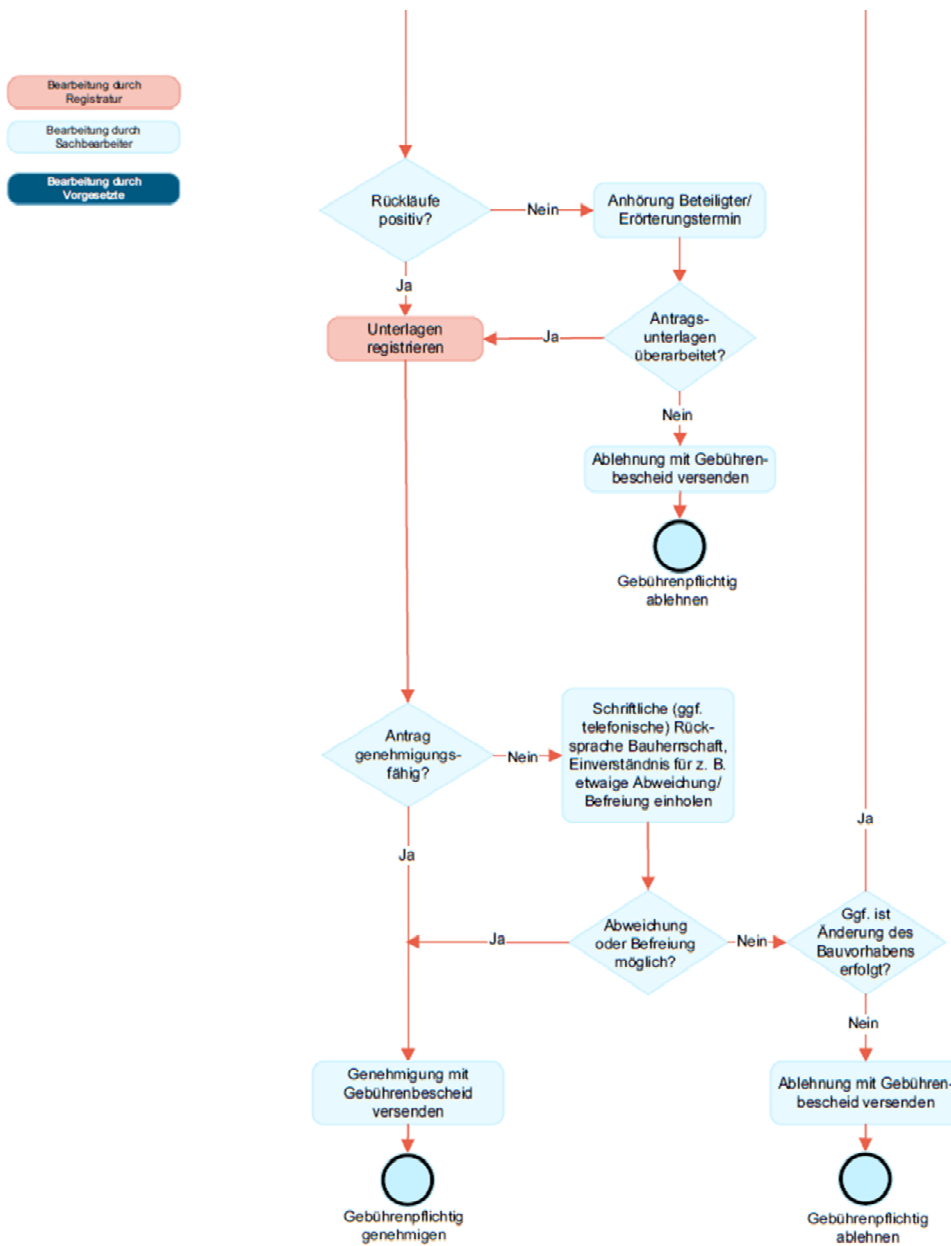 Bearbeitung durch
Registratur
Bearbeitung durch
Sachbearbeiter
Bearbeitung durch
Vorgesetzte
Rückläufe
positiv?
Nein
Anhörung Beteiligter/
Erörterungstermin
Ja
Unterlagen
registrieren
Ja
Antrags-
unterlagen
überarbeitet?
Nein
Ablehnung mit Gebühren-
bescheid versenden
Gebührenpflichtig
ablehnen
Antrag
genehmigungs-
fähig?
Nein
Schriftliche (ggf.
telefonische) Rück-
sprache Bauherrschaft,
Einverständnis für z. B.
etwaige Abweichung/
Befreiung einholen
Ja
Ja
Abweichung
oder Befreiung
möglich?
Ja
Nein
Ggf. ist
Änderung des
Bauvorhabens
erfolgt?
Nein
Genehmigung mit
Gebührenbescheid
versenden
Ablehnung mit Gebühren-
bescheid versenden
Gebührenpflichtig
genehmigen
Gebührenpflichtig
ablehnen